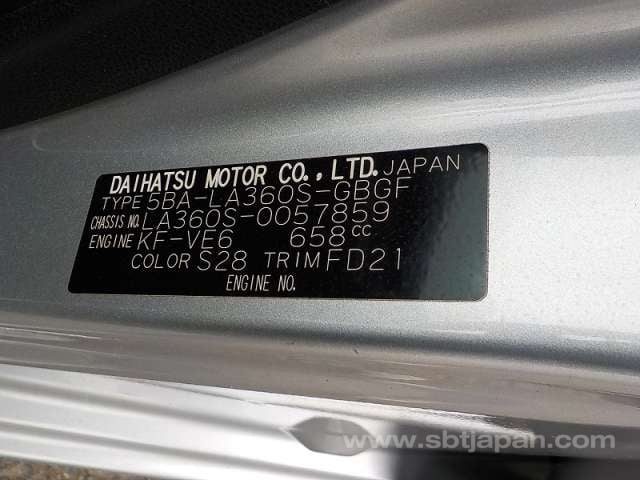 DAIHATSU MOTOR CO., LTD. JAPAN
TYPE 5BA-LA360S-GBGF
CHASSIS NO. LA360S-0057859
ENGINE KF-VE6 658cc
COLOR S28 TRIM FD21
ENGINE NO.
www.sbtjapan.com